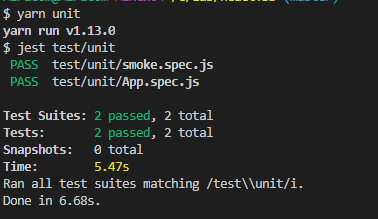 $ yarn unit
yarn run v1.13.0
$ jest test/unit
PASS test/unit/smoke.spec.js
PASS test/unit/App.spec.js
Test Suites: 2 passed, 2 total
Tests: 2 passed, 2 total
Snapshots: 0 total
Time: 5.47s
Ran all test suites matching /test\\unit/i.
Done in 6.68s.